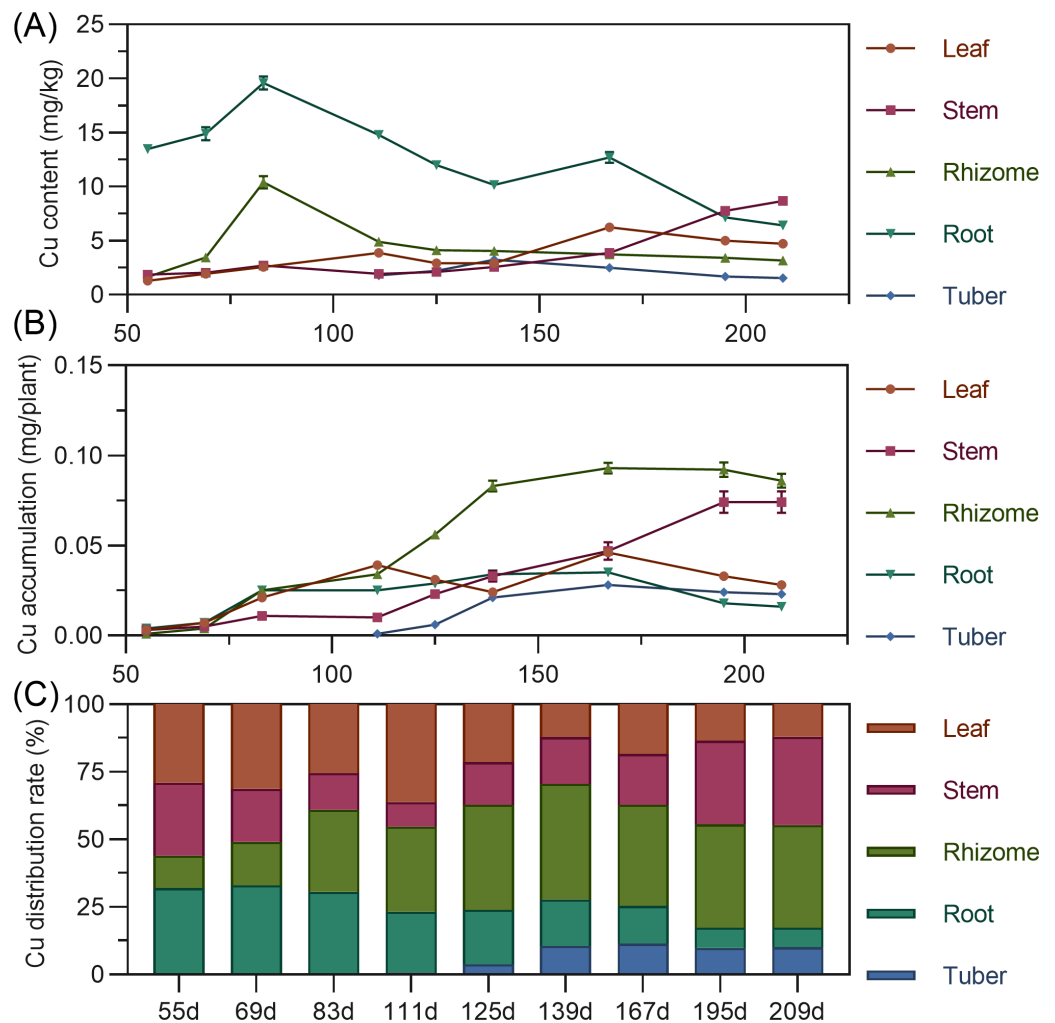 (A)
Cu content (mg/kg)
25
20
15
10
5
0
50 100 150 200
Leaf
Stem
Rhizome
Root
Tuber
(B)
Cu accumulation (mg/plant)
0.15
0.10
0.05
0.00
50 100 150 200
Leaf
Stem
Rhizome
Root
Tuber
(C)
Cu distribution rate (%)
100
75
50
25
0
55d 69d 83d 111d 125d 139d 167d 195d 209d
Leaf
Stem
Rhizome
Root
Tuber